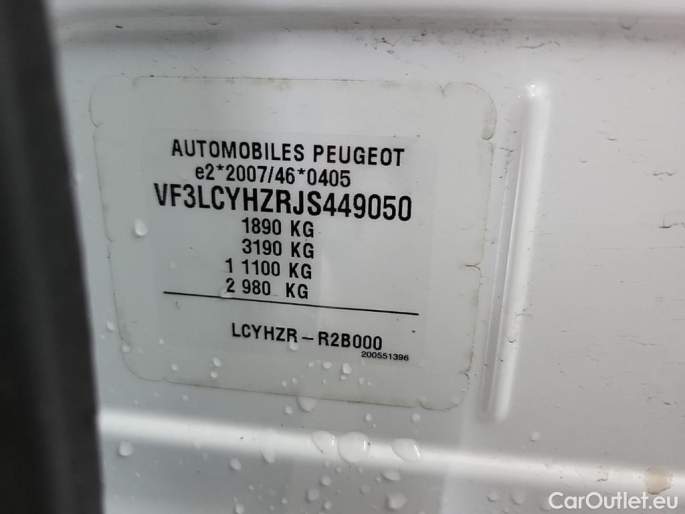 AUTOMOBILES PEUGEOT
e2*2007/46*0405
VF3LCYHZRJS449050
1890 KG
3190 KG
1 1100 KG
2 980 KG
LCYHZR-R2B000
200551396
CarOutlet.eu